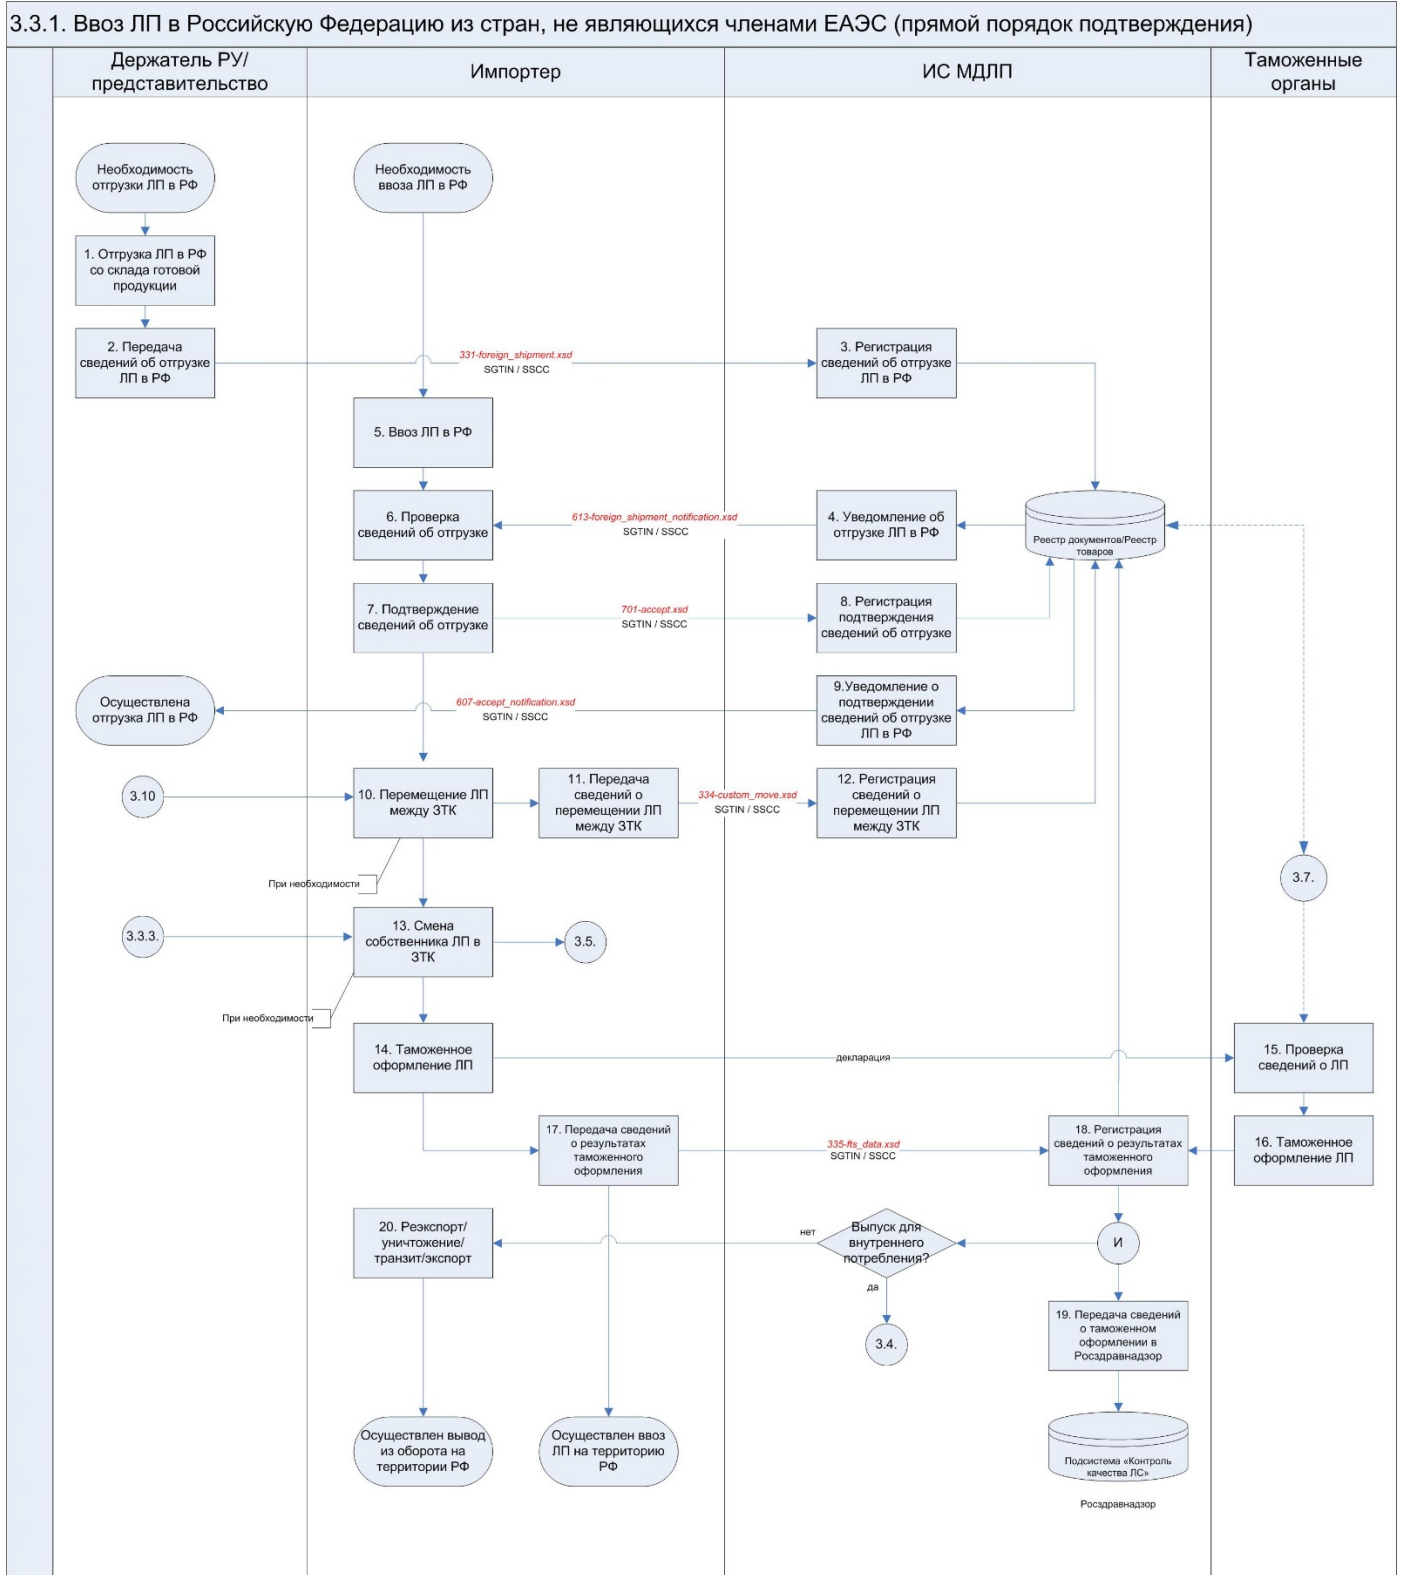 3.3.1. Ввоз ЛП в Российскую Федерацию из стран, не являющихся членами ЕАЭС (прямой порядок подтверждения)
Держатель РУ/
представительство
Импортер
ИС МДЛП
Таможенные
органы
Необходимость
отгрузки ЛП в РФ
Необходимость
ввоза ЛП в РФ
1. Отгрузка ЛП в РФ
со склада готовой
продукции
2. Передача
сведений об отгрузке
ЛП в РФ
331-foreign_shipment.xsd
SGTIN / SSCC
3. Регистрация
сведений об отгрузке
ЛП в РФ
5. Ввоз ЛП в РФ
6. Проверка
сведений об отгрузке
613-foreign_shipment_notification.xsd
SGTIN / SSCC
4. Уведомление об
отгрузке ЛП в РФ
Реестр документов/Реестр
товаров
7. Подтверждение
сведений об отгрузке
701-accept.xsd
SGTIN / SSCC
8. Регистрация
подтверждения
сведений об отгрузке
Осуществлена
отгрузка ЛП в РФ
607-accept_notification.xsd
SGTIN / SSCC
9.Уведомление о
подтверждении
сведений об отгрузке
ЛП в РФ
3.10
10. Перемещение ЛП
между ЗТК
11. Передача
сведений о
перемещении ЛП
между ЗТК
334-custom_move.xsd
SGTIN / SSCC
12. Регистрация
сведений о
перемещении ЛП
между ЗТК
При необходимости
3.7.
3.3.3.
13. Смена
собственника ЛП в
ЗТК
3.5.
При необходимости
14. Таможенное
оформление ЛП
декларация
15. Проверка
сведений о ЛП
17. Передача сведений
о результатах
таможенного
оформления
335-fts_data.xsd
SGTIN / SSCC
18. Регистрация
сведений о результатах
таможенного
оформления
16. Таможенное
оформление ЛП
20. Реэкспорт/
уничтожение/
транзит/экспорт
нет
Выпуск для
внутреннего
потребления?
И
да
3.4.
19. Передача сведений
о таможенном
оформлении в
Росздравнадзор
Осуществлен вывод
из оборота на
территории РФ
Осуществлен ввоз
ЛП на территорию
РФ
Подсистема «Контроль
качества ЛС»
Росздравнадзор